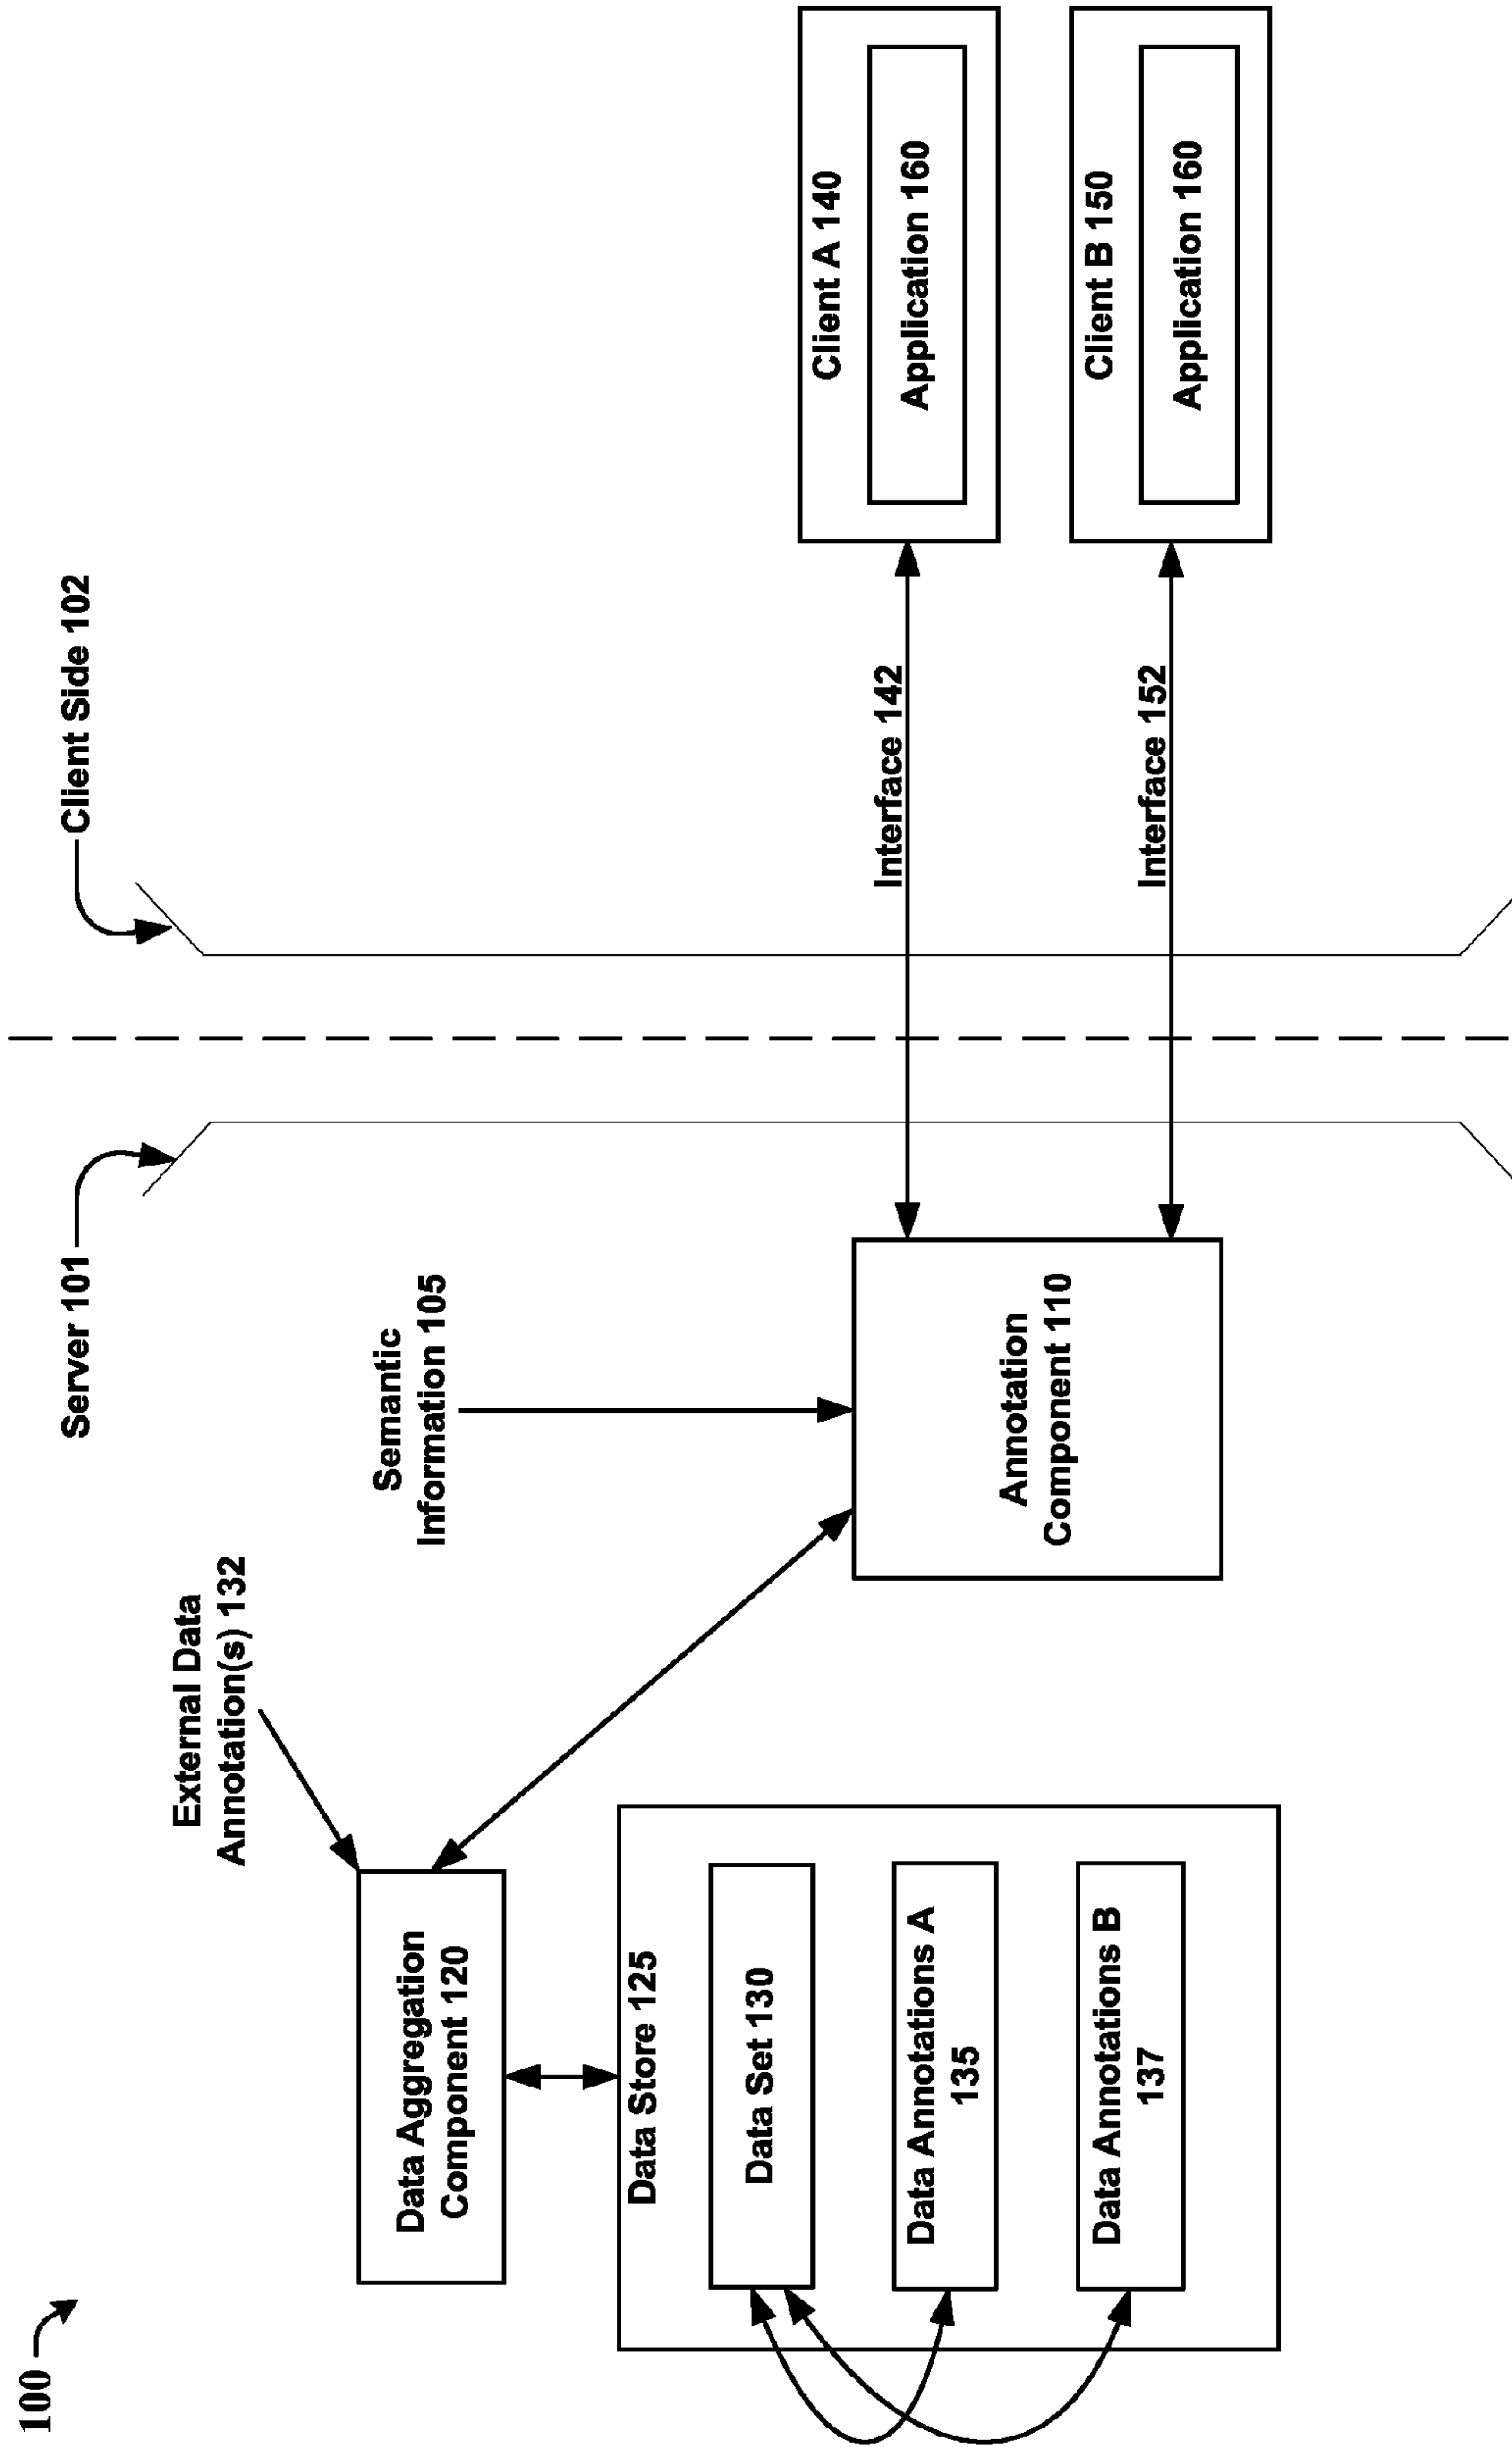 100
Server 101
Client Side 102
External Data
Annotation(s) 132
Semantic
Information 105
Data Aggregation
Component 120
Data Store 125
Data Set 130
Data Annotations A
135
Data Annotations B
137
Annotation
Component 110
Interface 142
Interface 152
Client A 140
Application 160
Client B 150
Application 160